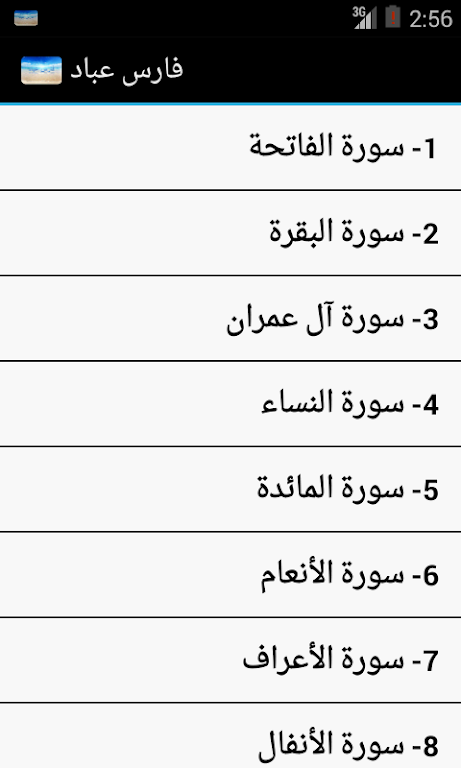 3G 2:56
فارس عباد
1- سورة الفاتحة
2- سورة البقرة
3- سورة آل عمران
4- سورة النساء
5- سورة المائدة
6- سورة الأنعام
7- سورة الأعراف
8- سورة الأنفال